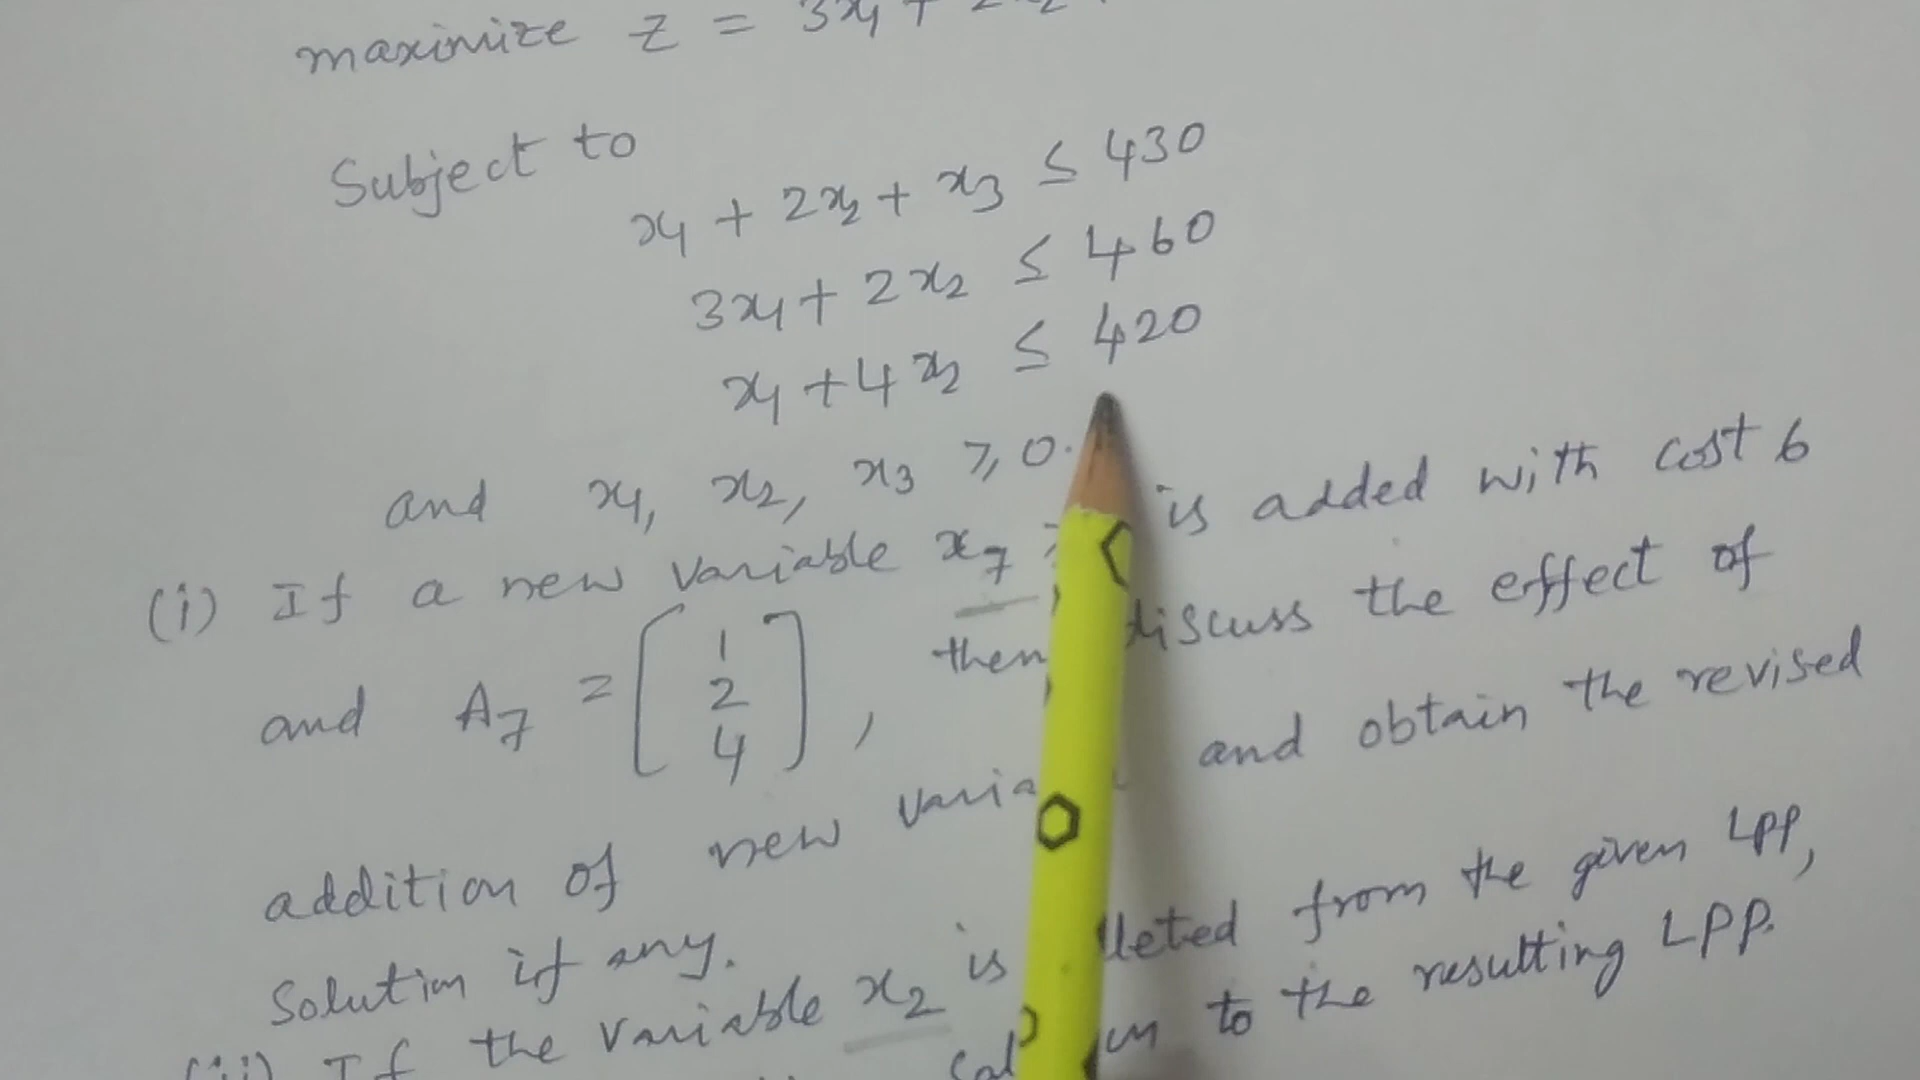 maximize z = 3x1 +
Subject to
x1 + 2x2 + x3 ≤ 430
3x1 + 2x2 ≤ 460
x1 + 4x2 ≤ 420
and x1, x2, x3 ≥ 0.
(i) If a new variable x7 is added with cost 6
and A7 = [1 2 4], then discuss the effect of
addition of new and obtain the revised
Solution if any.
(ii) If the variable x2 is from the given LPP,
to the resulting LPP.